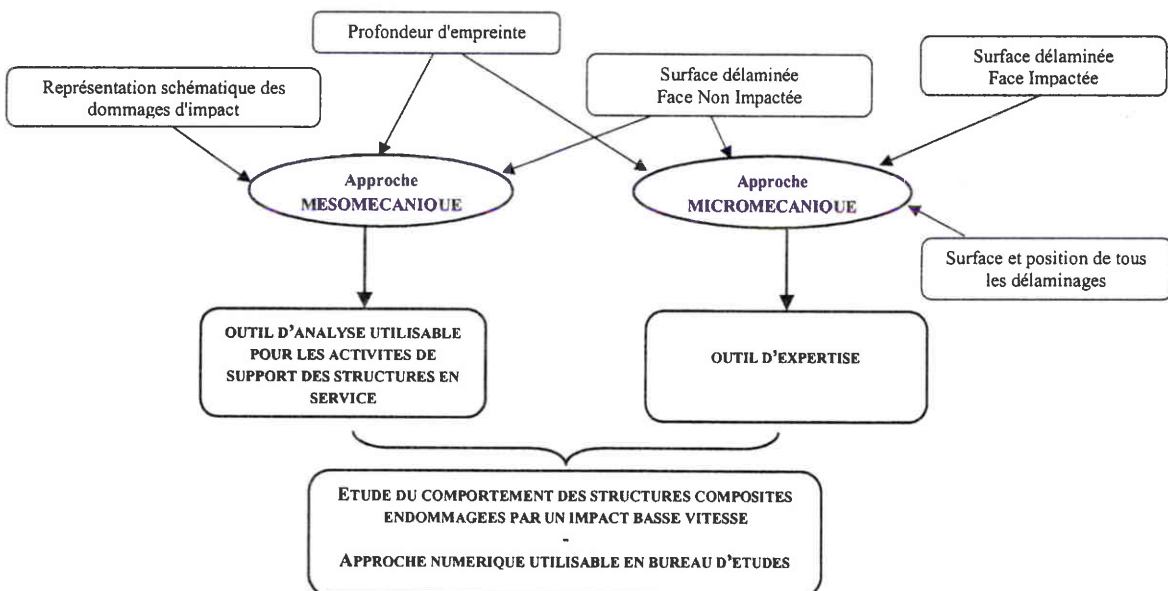 Profondeur d'empreinte
Représentation schématique des
dommages d'impact
Surface délaminée
Face Non Impactée
Surface délaminée
Face Impactée
Approche
MESOMECANIQUE
Approche
MICROMECANIQUE
Surface et position de tous
les délaminages
OUTIL D'ANALYSE UTILISABLE
POUR LES ACTIVITES DE
SUPPORT DES STRUCTURES EN
SERVICE
OUTIL D'EXPERTISE
ETUDE DU COMPORTEMENT DES STRUCTURES COMPOSITES
ENDOMMAGEES PAR UN IMPACT BASSE VITESSE
-
APPROCHE NUMERIQUE UTILISABLE EN BUREAU D'ETUDES